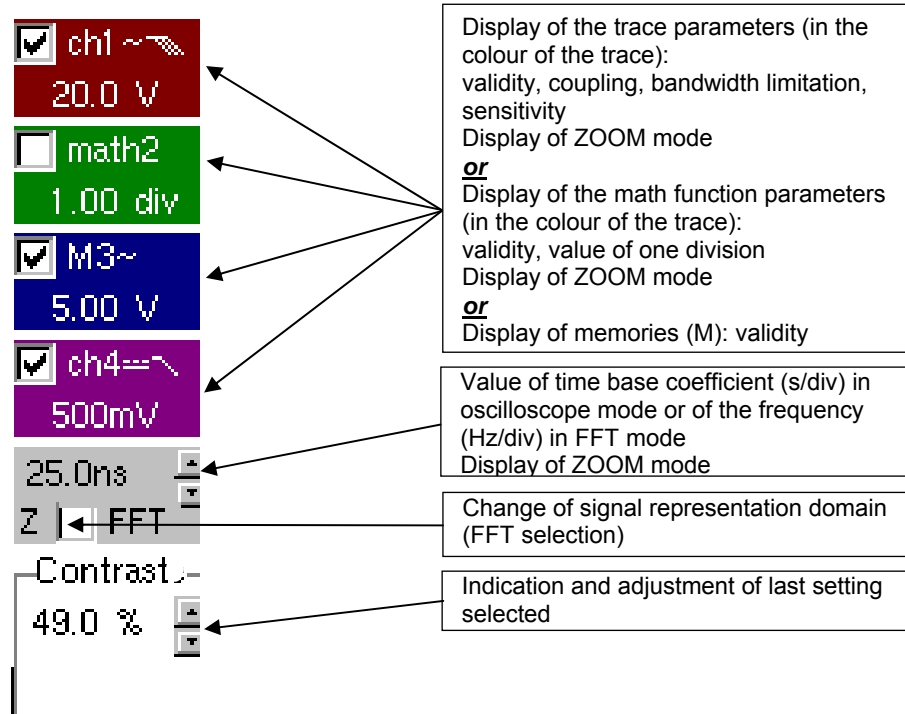 ch1 ~
20.0 V
math2
1.00 div
M3~
5.00 V
ch4
500mV
25.0ns
Z FFT
Contrast
49.0 %
Display of the trace parameters (in the
colour of the trace):
validity, coupling, bandwidth limitation,
sensitivity
Display of ZOOM mode
or
Display of the math function parameters
(in the colour of the trace):
validity, value of one division
Display of ZOOM mode
or
Display of memories (M): validity
Value of time base coefficient (s/div) in
oscilloscope mode or of the frequency
(Hz/div) in FFT mode
Display of ZOOM mode
Change of signal representation domain
(FFT selection)
Indication and adjustment of last setting
selected